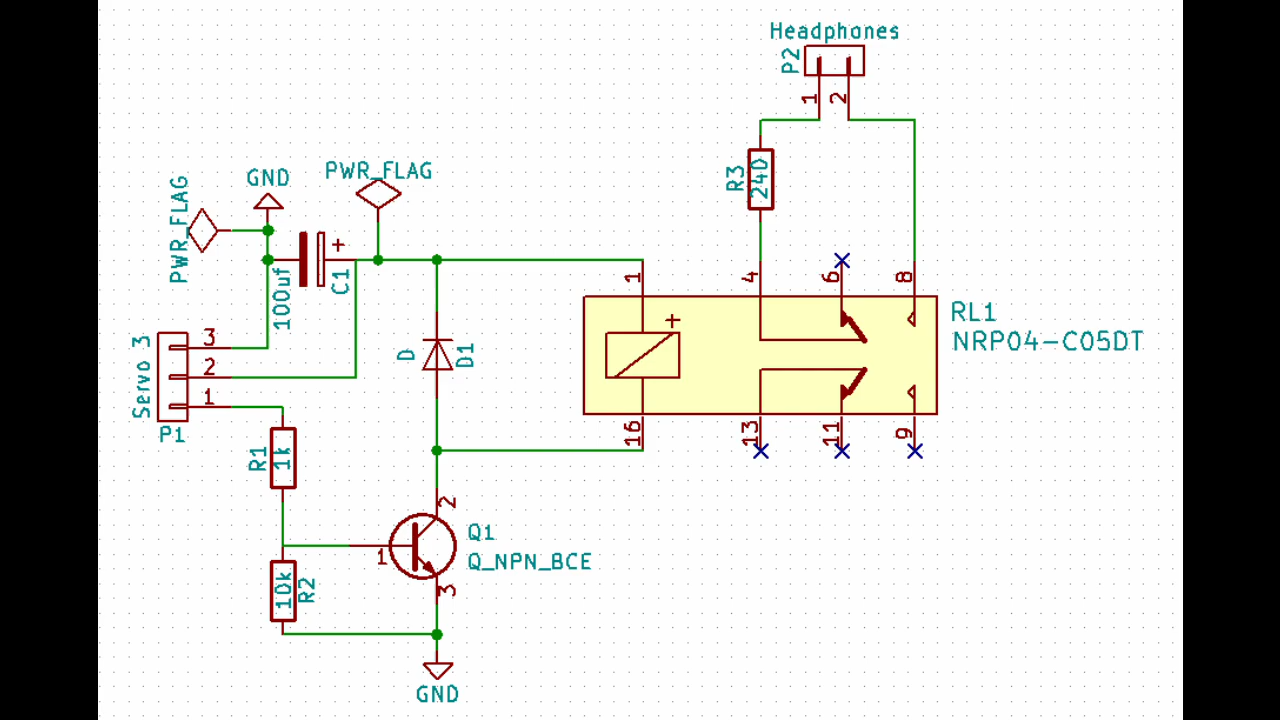 Headphones
P2
1
2
PWR_FLAG
GND
PWR_FLAG
R3
240
+
C1
100uf
1
4
6
8
Servo 3
3
2
1
P1
D
D1
+
RL1
NRP04-C05DT
R1
1k
16
13
11
9
2
Q1
1
Q_NPN_BCE
3
10k
R2
GND